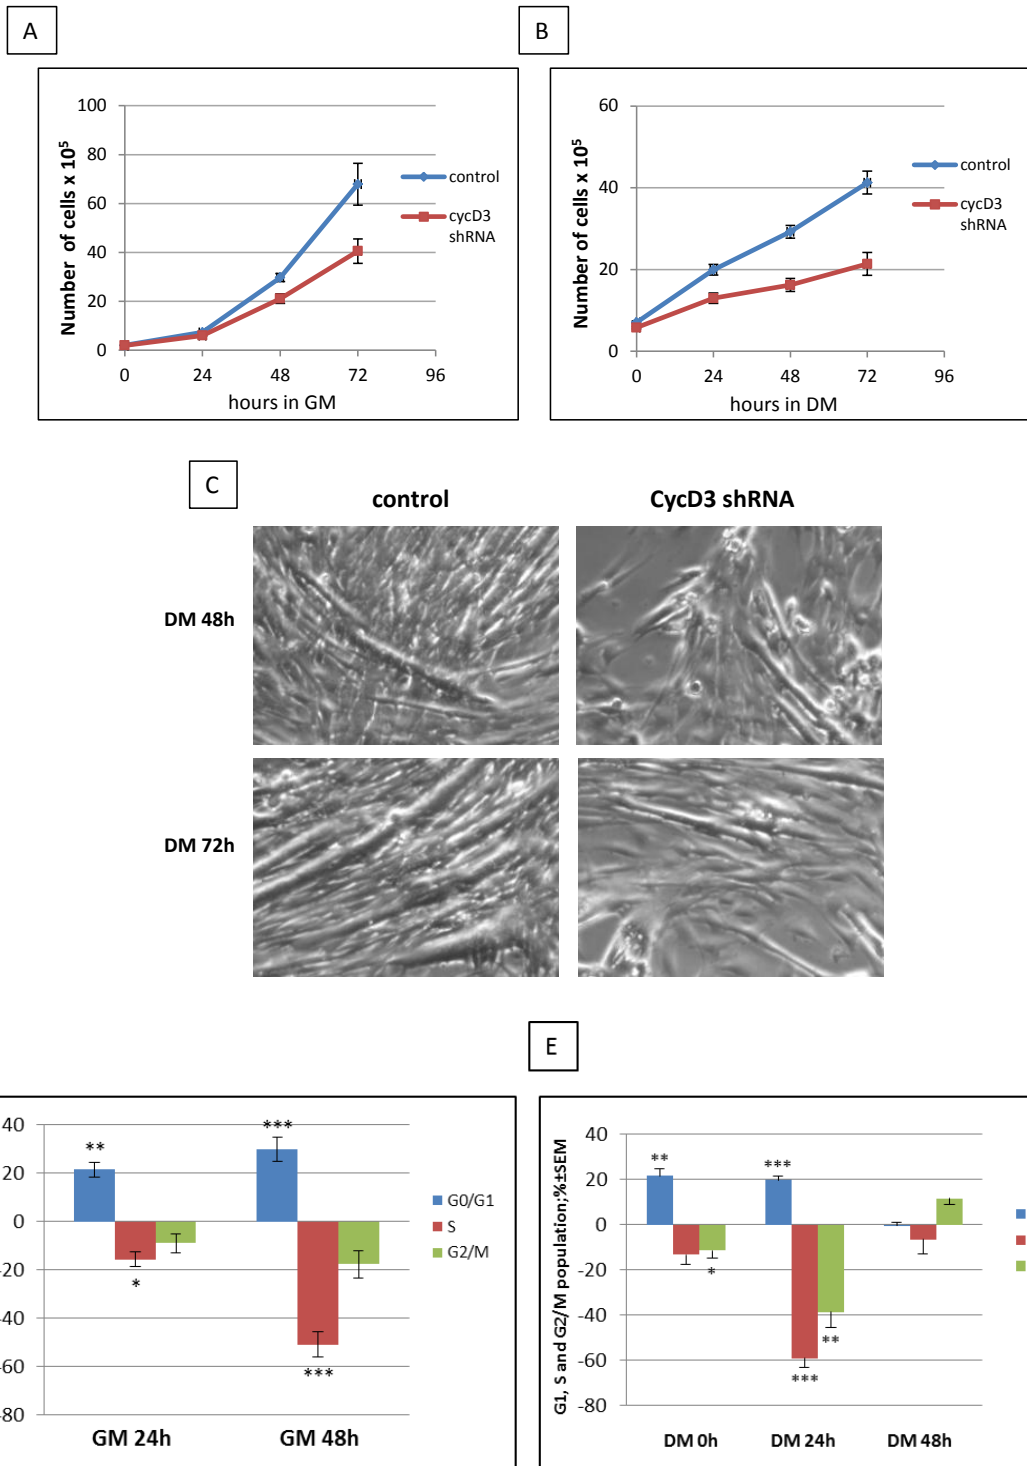 A
B
Number of cells x 10⁵
100
80
60
40
20
0
0 24 48 72 96
hours in GM
control
cycD3
shRNA
Number of cells x 10⁵
60
40
20
0
0 24 48 72 96
hours in DM
control
cycD3
shRNA
C
control CycD3 shRNA
DM 48h
DM 72h
E
40
20
0
-20
-40
-60
-80
** *** * ***
G0/G1
S
G2/M
GM 24h GM 48h
G1, S and G2/M population;%±SEM
40
20
0
-20
-40
-60
-80
** *** * ** ***
DM 0h DM 24h DM 48h